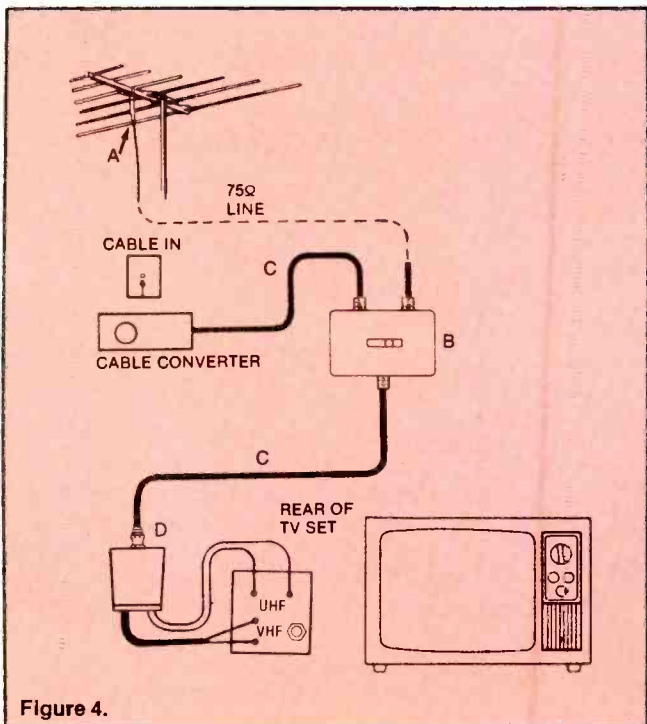 A
75Ω
LINE
CABLE IN
C
B
CABLE CONVERTER
C
D
REAR OF
TV SET
UHF
VHF
Figure 4.